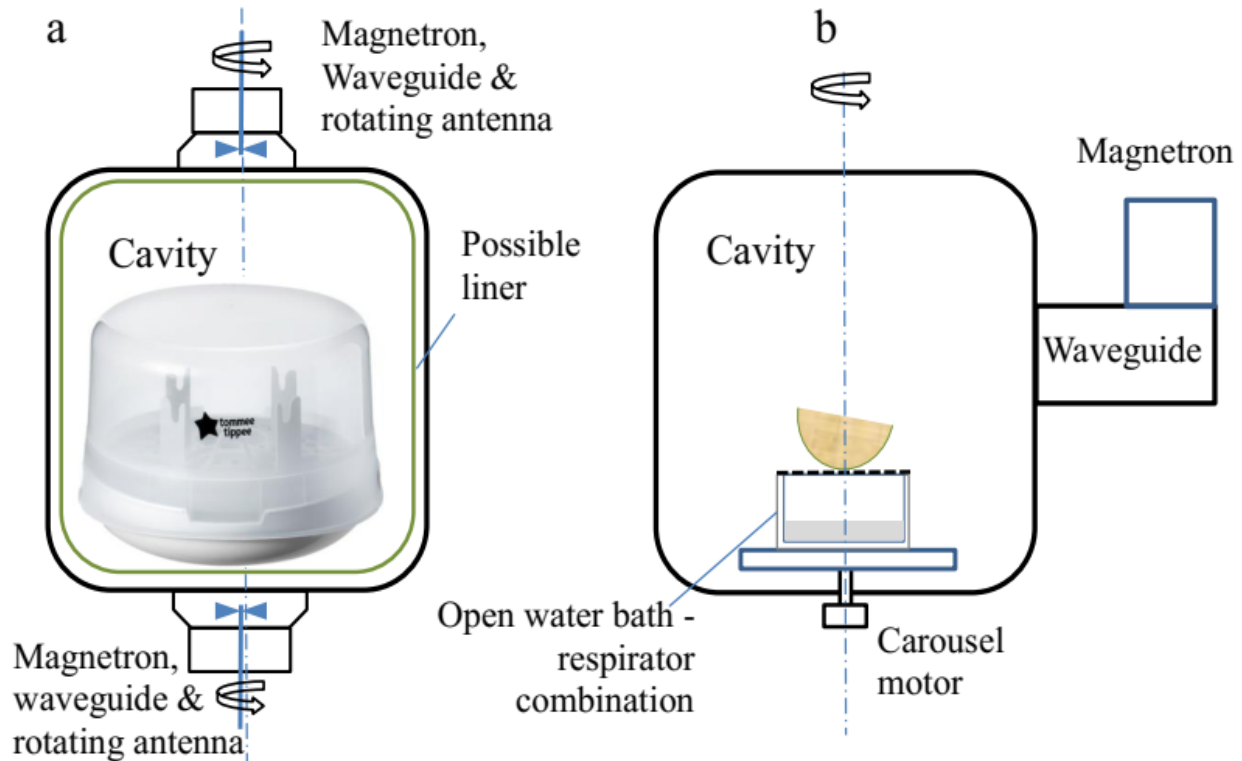 a
Magnetron,
Waveguide &
rotating antenna
Cavity
Possible
liner
tommee
tippee
Magnetron,
waveguide &
rotating antenna
b
Magnetron
Cavity
Waveguide
Open water bath -
respirator
combination
Carousel
motor